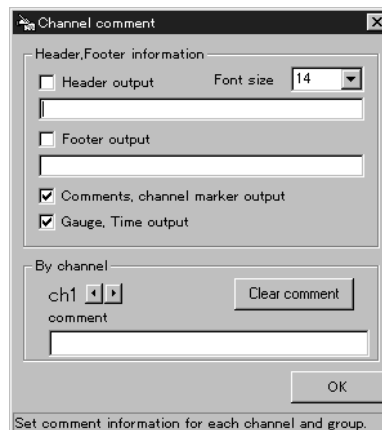 Channel comment
Header,Footer information
Header output Font size 14
Footer output
Comments, channel marker output
Gauge, Time output
By channel
ch1 Clear comment
comment
OK
Set comment information for each channel and group.